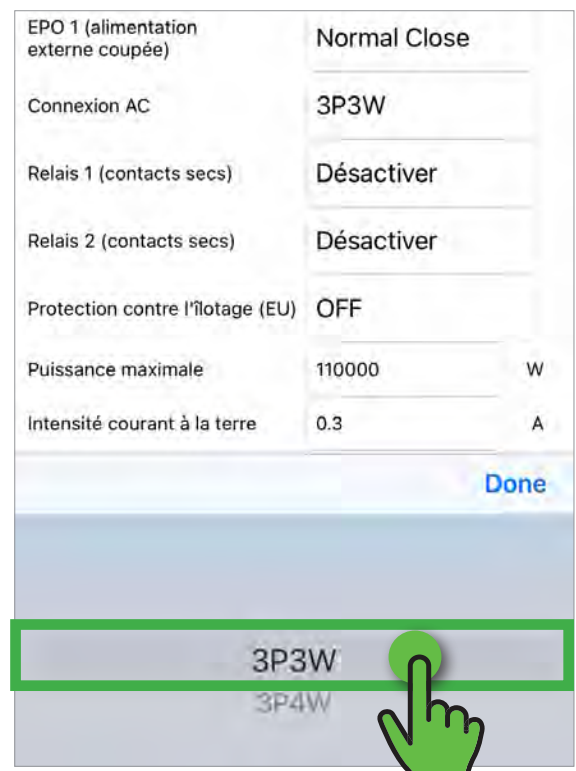 EPO 1 (alimentation
externe coupée)
Normal Close
Connexion AC
3P3W
Relais 1 (contacts secs)
Désactiver
Relais 2 (contacts secs)
Désactiver
Protection contre l'îlotage (EU)
OFF
Puissance maximale
110000
W
Intensité courant à la terre
0.3
A
Done
3P3W
3P4W